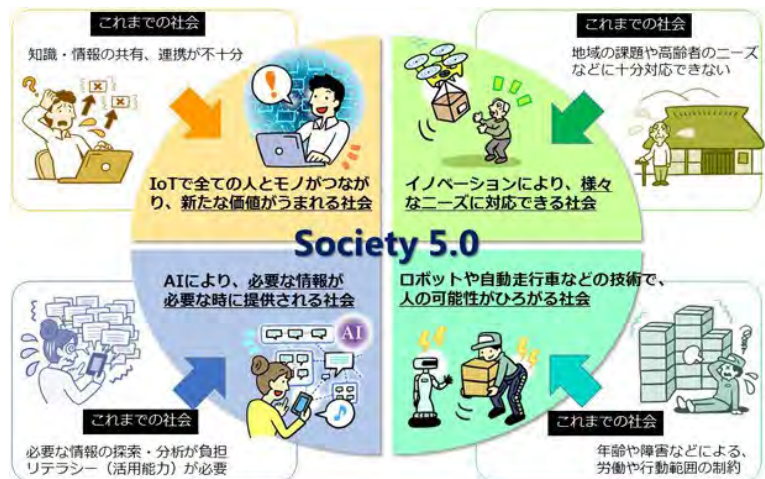 これまでの社会
知識・情報の共有、連携が不十分
IoTで全ての人とモノがつなが
り、新たな価値がうまれる社会
これまでの社会
地域の課題や高齢者のニーズ
などに十分対応できない
イノベーションにより、様々
なニーズに対応できる社会
Society 5.0
AIにより、必要な情報が
必要な時に提供される社会
AI
これまでの社会
必要な情報の探索・分析が負担
リテラシー（活用能力）が必要
ロボットや自動走行車などの技術で、
人の可能性がひろがる社会
これまでの社会
年齢や障害などによる、
労働や行動範囲の制約